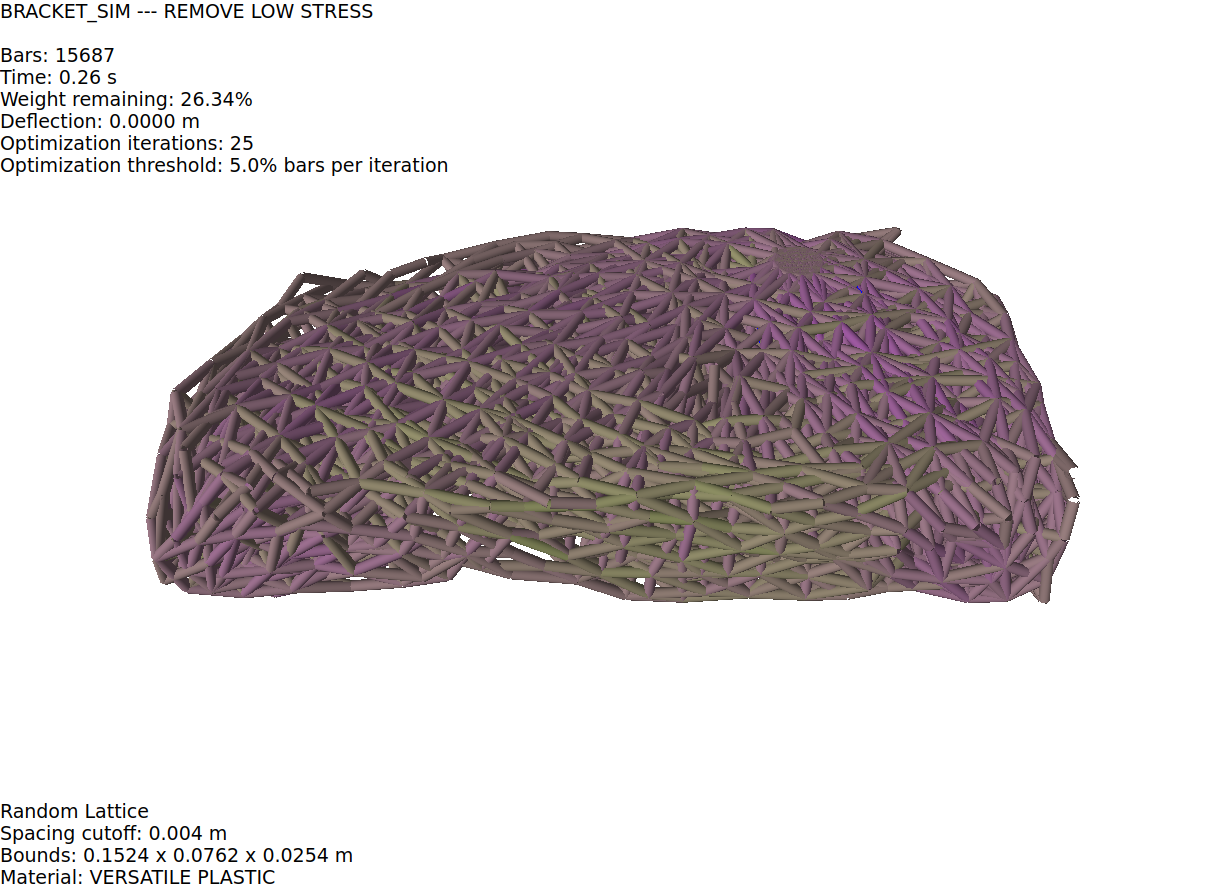 BRACKET_SIM --- REMOVE LOW STRESS
Bars: 15687
Time: 0.26 s
Weight remaining: 26.34%
Deflection: 0.0000 m
Optimization iterations: 25
Optimization threshold: 5.0% bars per iteration
Random Lattice
Spacing cutoff: 0.004 m
Bounds: 0.1524 x 0.0762 x 0.0254 m
Material: VERSATILE PLASTIC